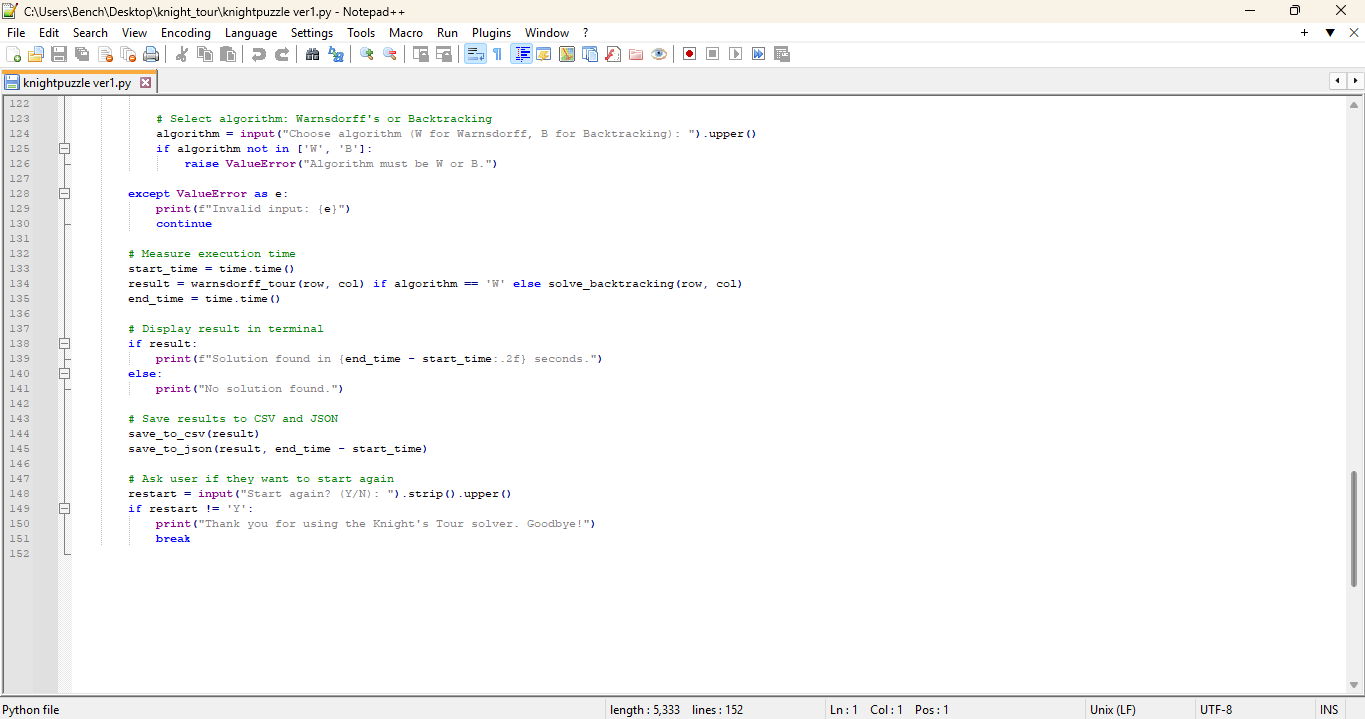 C:\Users\Bench\Desktop\knight_tour\knightpuzzle ver1.py - Notepad++
File Edit Search View Encoding Language Settings Tools Macro Run Plugins Window ?
knightpuzzle ver1.py
122
123 # Select algorithm: Warnsdorff's or Backtracking
124 algorithm = input("Choose algorithm (W for Warnsdorff, B for Backtracking): ").upper()
125 if algorithm not in ['W', 'B']:
126 raise ValueError("Algorithm must be W or B.")
127
128 except ValueError as e:
129 print(f"Invalid input: {e}")
130 continue
131
132 # Measure execution time
133 start_time = time.time()
134 result = warnsdorff_tour(row, col) if algorithm == 'W' else solve_backtracking(row, col)
135 end_time = time.time()
136
137 # Display result in terminal
138 if result:
139 print(f"Solution found in {end_time - start_time:.2f} seconds.")
140 else:
141 print("No solution found.")
142
143 # Save results to CSV and JSON
144 save_to_csv(result)
145 save_to_json(result, end_time - start_time)
146
147 # Ask user if they want to start again
148 restart = input("Start again? (Y/N): ").strip().upper()
149 if restart != 'Y':
150 print("Thank you for using the Knight's Tour solver. Goodbye!")
151 break
152
Python file length : 5,333 lines : 152 Ln : 1 Col : 1 Pos : 1 Unix (LF) UTF-8 INS